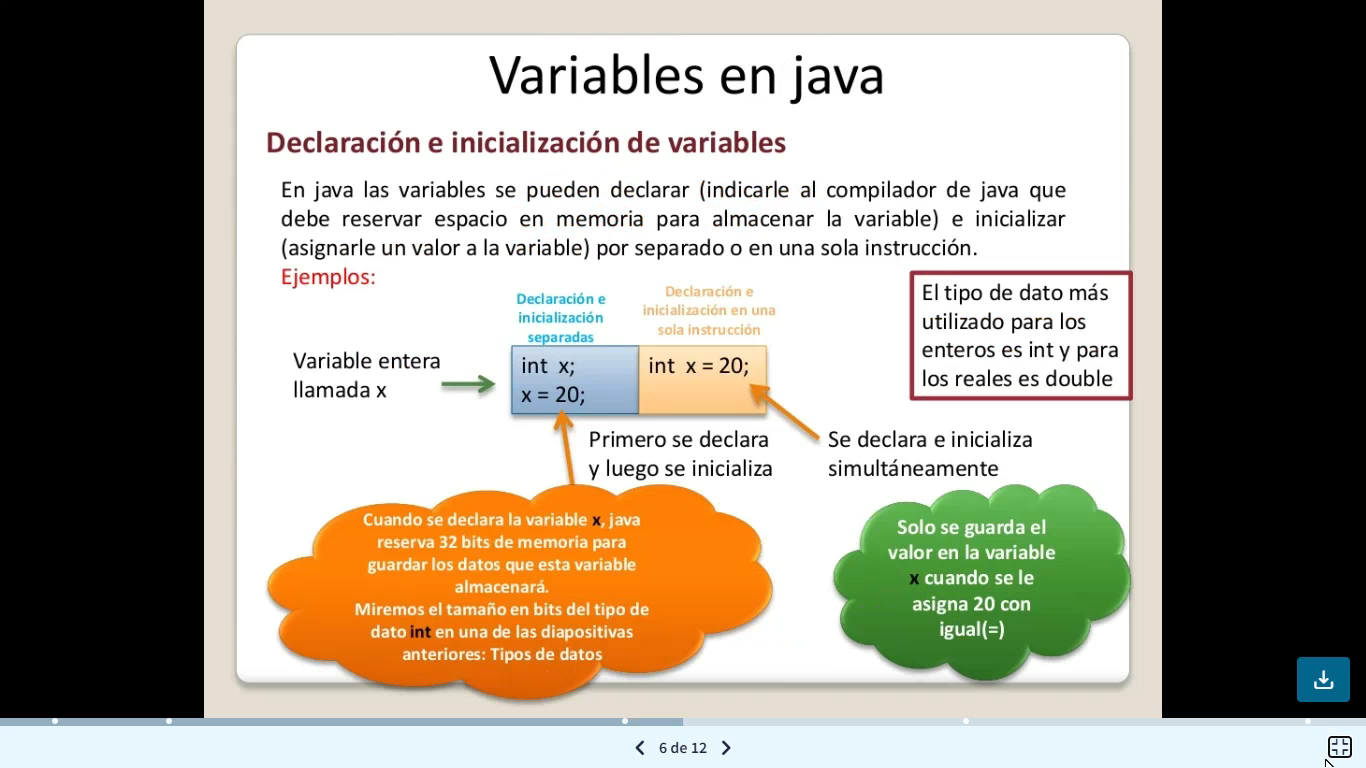 Variables en java
Declaración e inicialización de variables
En java las variables se pueden declarar (indicarle al compilador de java que
debe reservar espacio en memoria para almacenar la variable) e inicializar
(asignarle un valor a la variable) por separado o en una sola instrucción.
Ejemplos:
Declaración e
inicialización
separadas
Declaración e
inicialización en una
sola instrucción
El tipo de dato más
utilizado para los
enteros es int y para
los reales es double
Variable entera
llamada x
int x;
x = 20;
int x = 20;
Primero se declara
y luego se inicializa
Se declara e inicializa
simultáneamente
Cuando se declara la variable x, java
reserva 32 bits de memoria para
guardar los datos que esta variable
almacenará.
Miremos el tamaño en bits del tipo de
dato int en una de las diapositivas
anteriores: Tipos de datos
Solo se guarda el
valor en la variable
x cuando se le
asigna 20 con
igual(=)
6 de 12